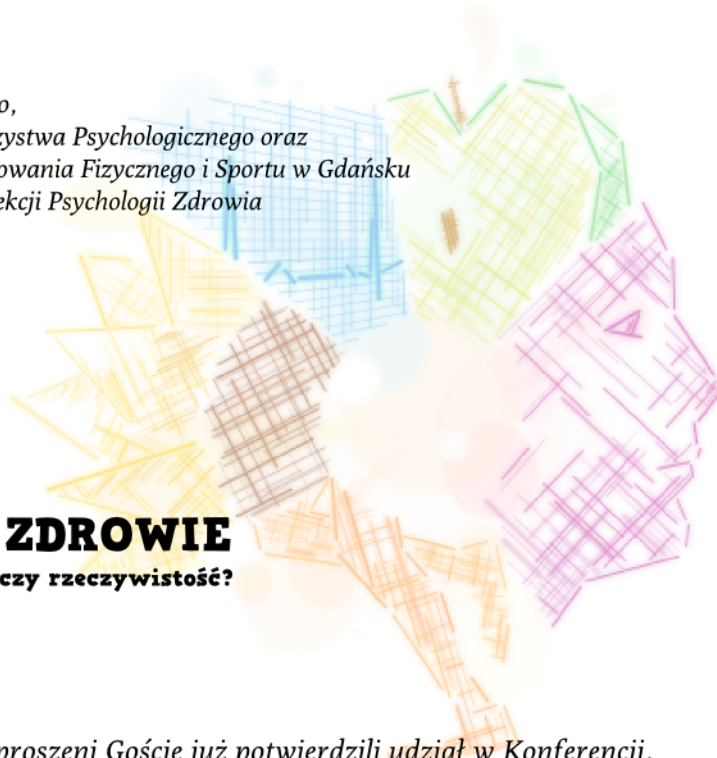 o,
zystwa Psychologicznego oraz
owania Fizycznego i Sportu w Gdańsku
ekcji Psychologii Zdrowia
ZDROWIE
czy rzeczywistość?
proszeni Goście już potwierdzili udział w Konferencji.